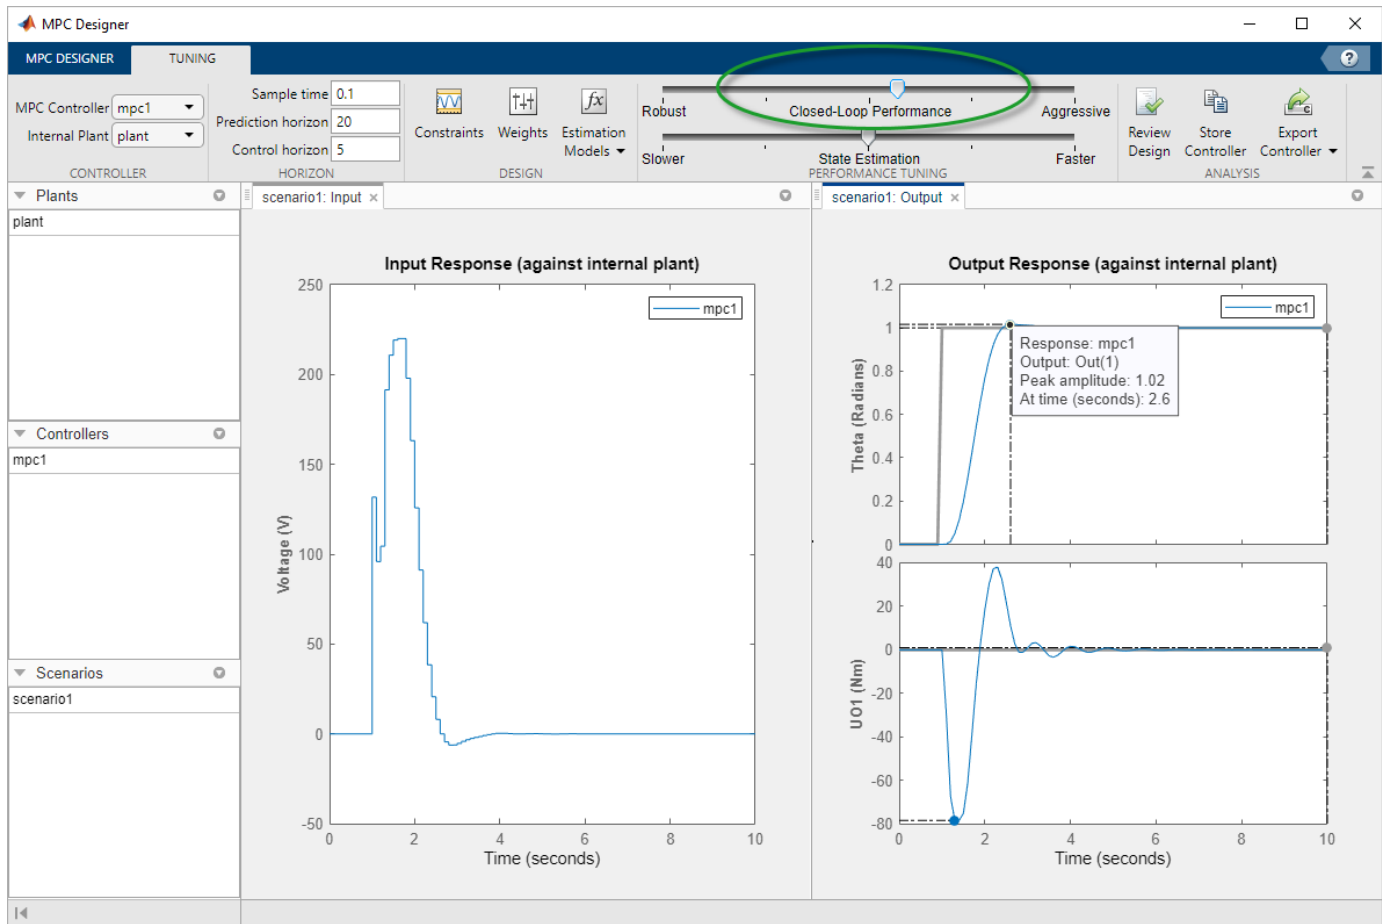 MPC Designer
MPC DESIGNER
TUNING
?
MPC Controller mpc1
Internal Plant plant
CONTROLLER
Sample time 0.1
Prediction horizon 20
Control horizon 5
HORIZON
Constraints
Weights
fx
Estimation
Models
DESIGN
Robust
Closed-Loop Performance
Aggressive
Slower
State Estimation
Faster
PERFORMANCE TUNING
Review
Design
Store
Controller
C
Export
Controller
ANALYSIS
Plants
plant
Controllers
mpc1
Scenarios
scenario1
scenario1: Input ×
Input Response (against internal plant)
mpc1
250
200
150
100
50
0
-50
Voltage (V)
0 2 4 6 8 10
Time (seconds)
scenario1: Output ×
Output Response (against internal plant)
mpc1
Response: mpc1
Output: Out(1)
Peak amplitude: 1.02
At time (seconds): 2.6
1.2
1
0.8
0.6
0.4
0.2
0
Theta (Radians)
40
20
0
-20
-40
-60
-80
UO1 (Nm)
0 2 4 6 8 10
Time (seconds)